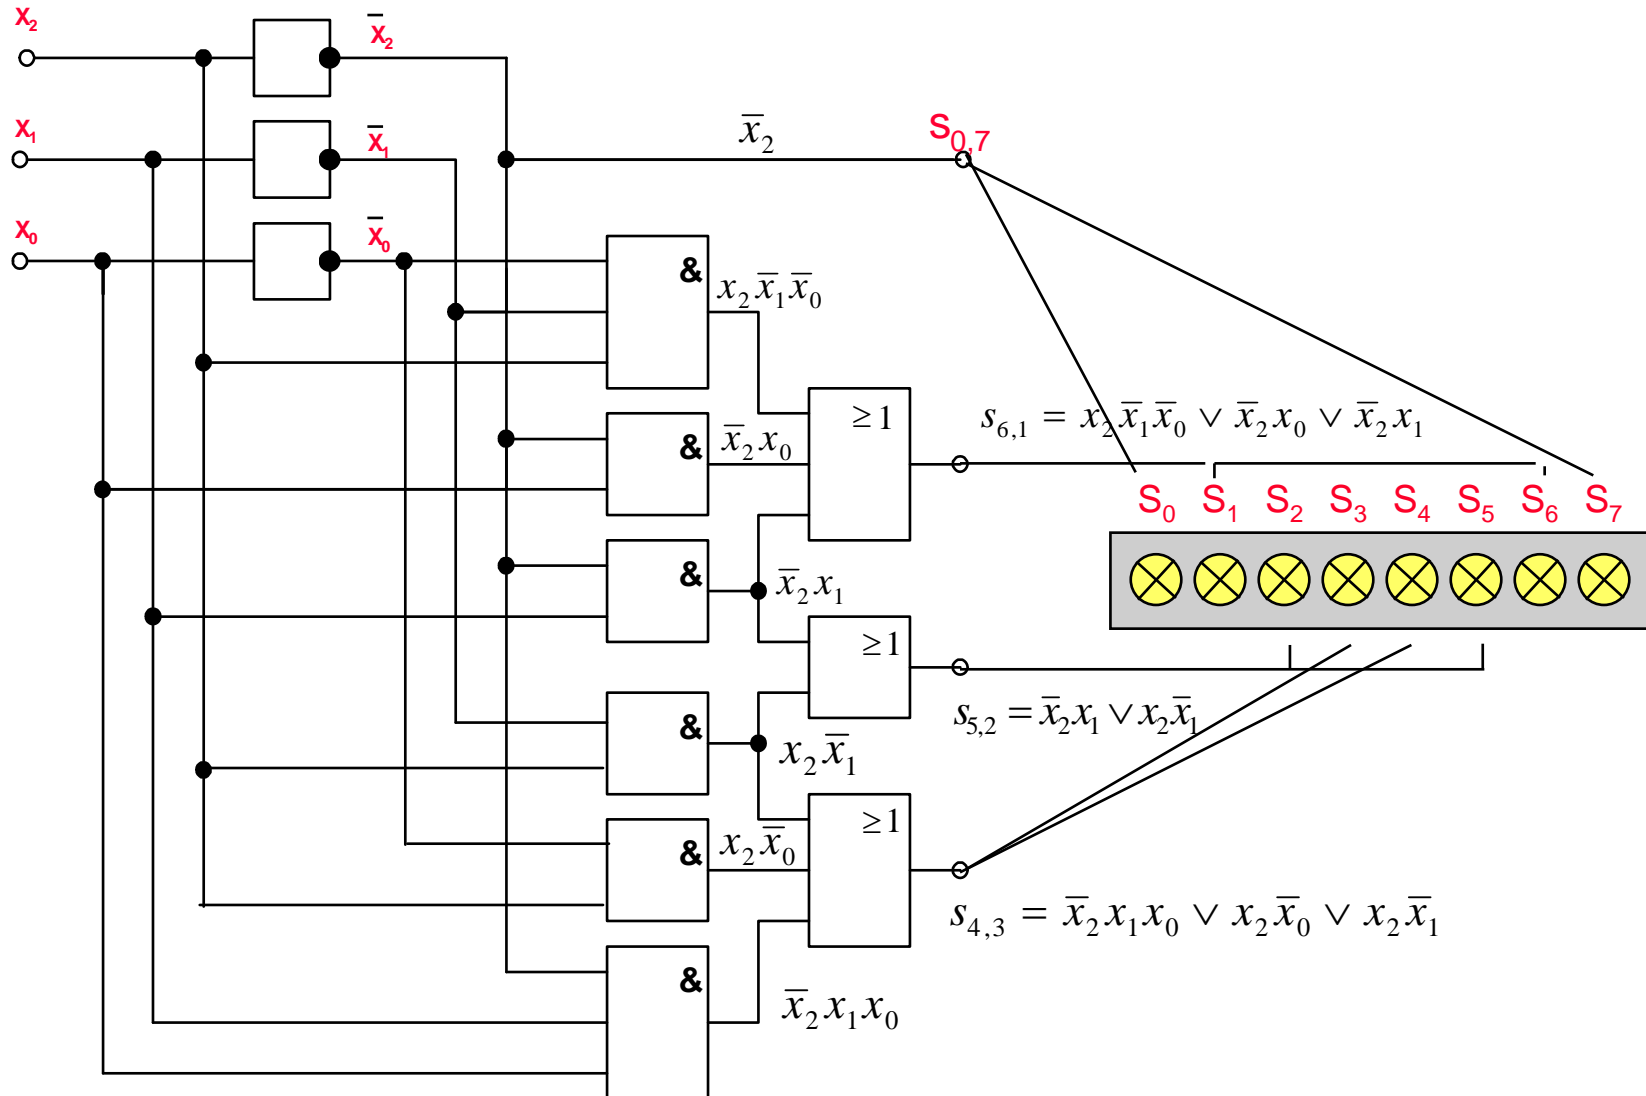 x₂
x̅₂
x₁
x̅₁
x̅₂
s₀,₇
x₀
x̅₀
&
x₂x̅₁x̅₀
≥1
s₆,₁ = x₂x̅₁x̅₀ ∨ x̅₂x₀ ∨ x̅₂x₁
&
x̅₂x₀
S₀ S₁ S₂ S₃ S₄ S₅ S₆ S₇
&
x̅₂x₁
≥1
&
x₂x̅₁
s₅,₂ = x̅₂x₁ ∨ x₂x̅₁
≥1
&
x₂x̅₀
s₄,₃ = x̅₂x₁x₀ ∨ x₂x̅₀ ∨ x₂x̅₁
&
x̅₂x₁x₀